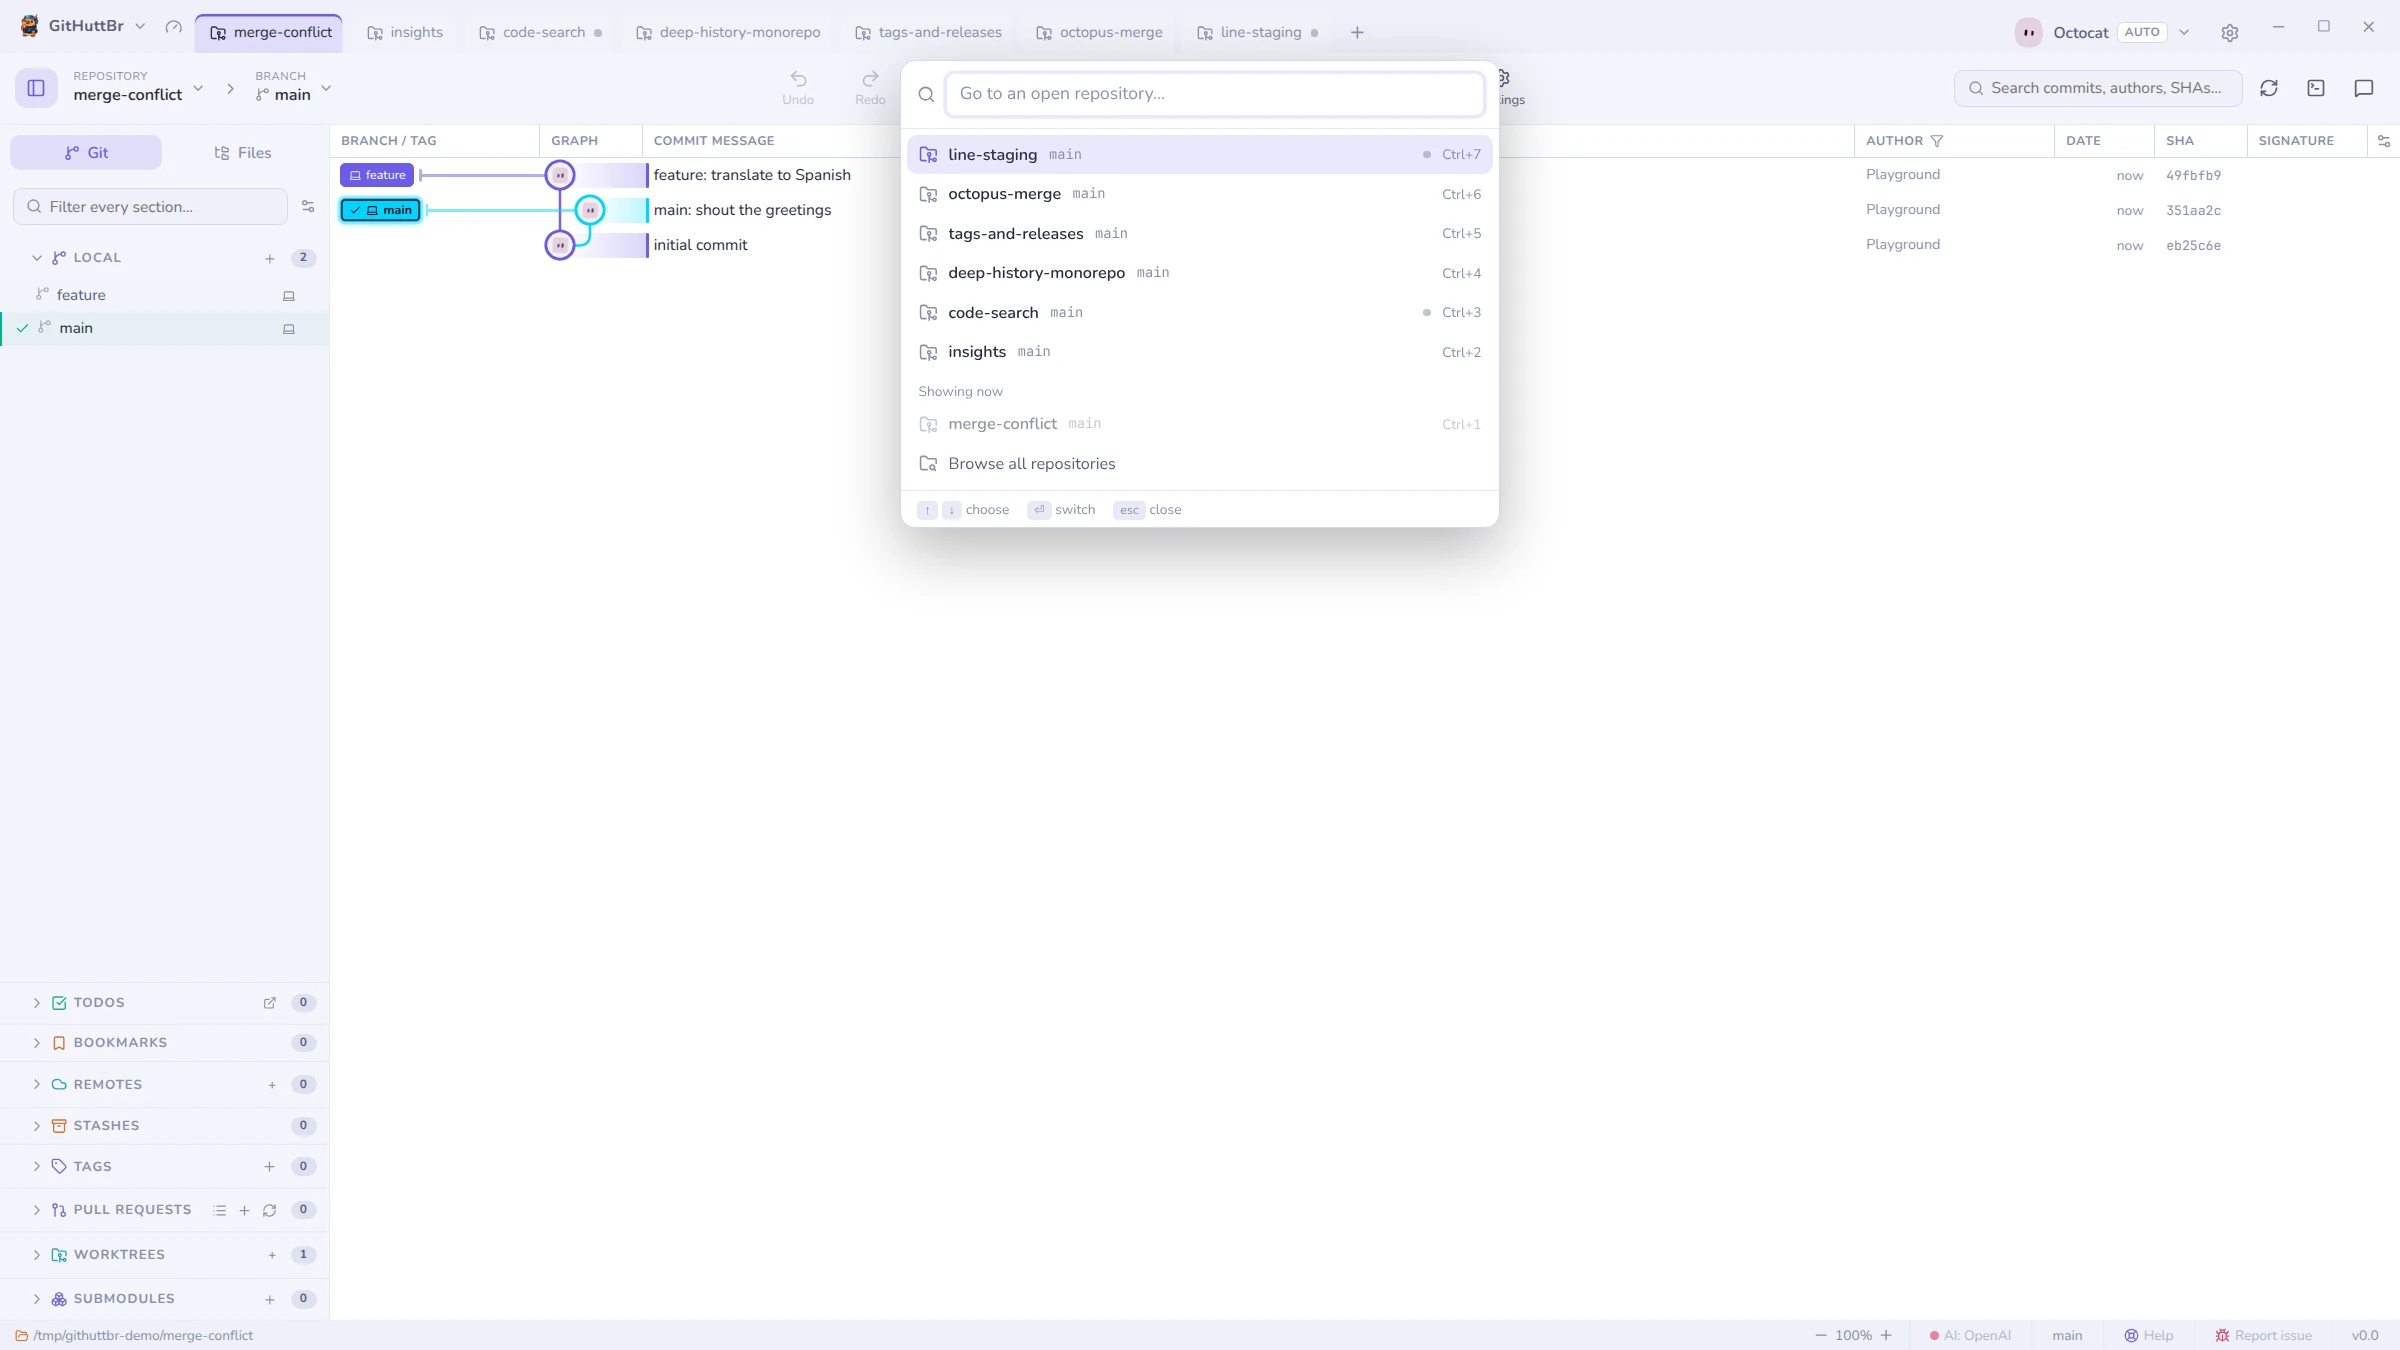 GitHuttBr
merge-conflict
insights
code-search
deep-history-monorepo
tags-and-releases
octopus-merge
line-staging
Octocat
AUTO
REPOSITORY
merge-conflict
BRANCH
main
Undo
Redo
Go to an open repository...
ings
Search commits, authors, SHAs...
Git
Files
BRANCH / TAG
GRAPH
COMMIT MESSAGE
AUTHOR
DATE
SHA
SIGNATURE
feature
feature: translate to Spanish
Playground
now
49fbfb9
main
main: shout the greetings
Playground
now
351aa2c
initial commit
Playground
now
eb25c6e
Filter every section...
LOCAL
2
feature
main
line-staging main Ctrl+7
octopus-merge main Ctrl+6
tags-and-releases main Ctrl+5
deep-history-monorepo main Ctrl+4
code-search main Ctrl+3
insights main Ctrl+2
Showing now
merge-conflict main Ctrl+1
Browse all repositories
↑ ↓ choose ⏎ switch esc close
TODOS 0
BOOKMARKS 0
REMOTES + 0
STASHES 0
TAGS + 0
PULL REQUESTS + 0
WORKTREES + 1
SUBMODULES + 0
/tmp/githuttbr-demo/merge-conflict
100%
AI: OpenAI
main
Help
Report issue
v0.0